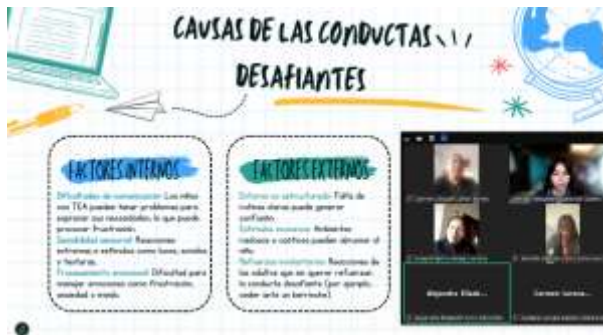 CAUSAS DE LAS CONDUCTAS
DESAFIANTES
FACTORES INTERNOS
Dificultades de comunicación: Los niños
con TEA pueden tener problemas para
expresar sus necesidades, lo que puede
provocar frustración.
Sensibilidad sensorial: Reacciones
extremas a estímulos como luces, sonidos
y texturas.
Procesamiento emocional: Dificultad para
manejar emociones como frustración,
ansiedad o miedo.
FACTORES EXTERNOS
Entorno no estructurado: Falta de
rutinas claras puede generar
confusión.
Estímulos excesivos: Ambientes
ruidosos o caóticos pueden abrumar al
niño.
Reforzos involuntarios: Reacciones de
los adultos que sin querer refuerzan
la conducta desafiante (por ejemplo,
ceder ante un berrinche).
Alejandra
Carmen